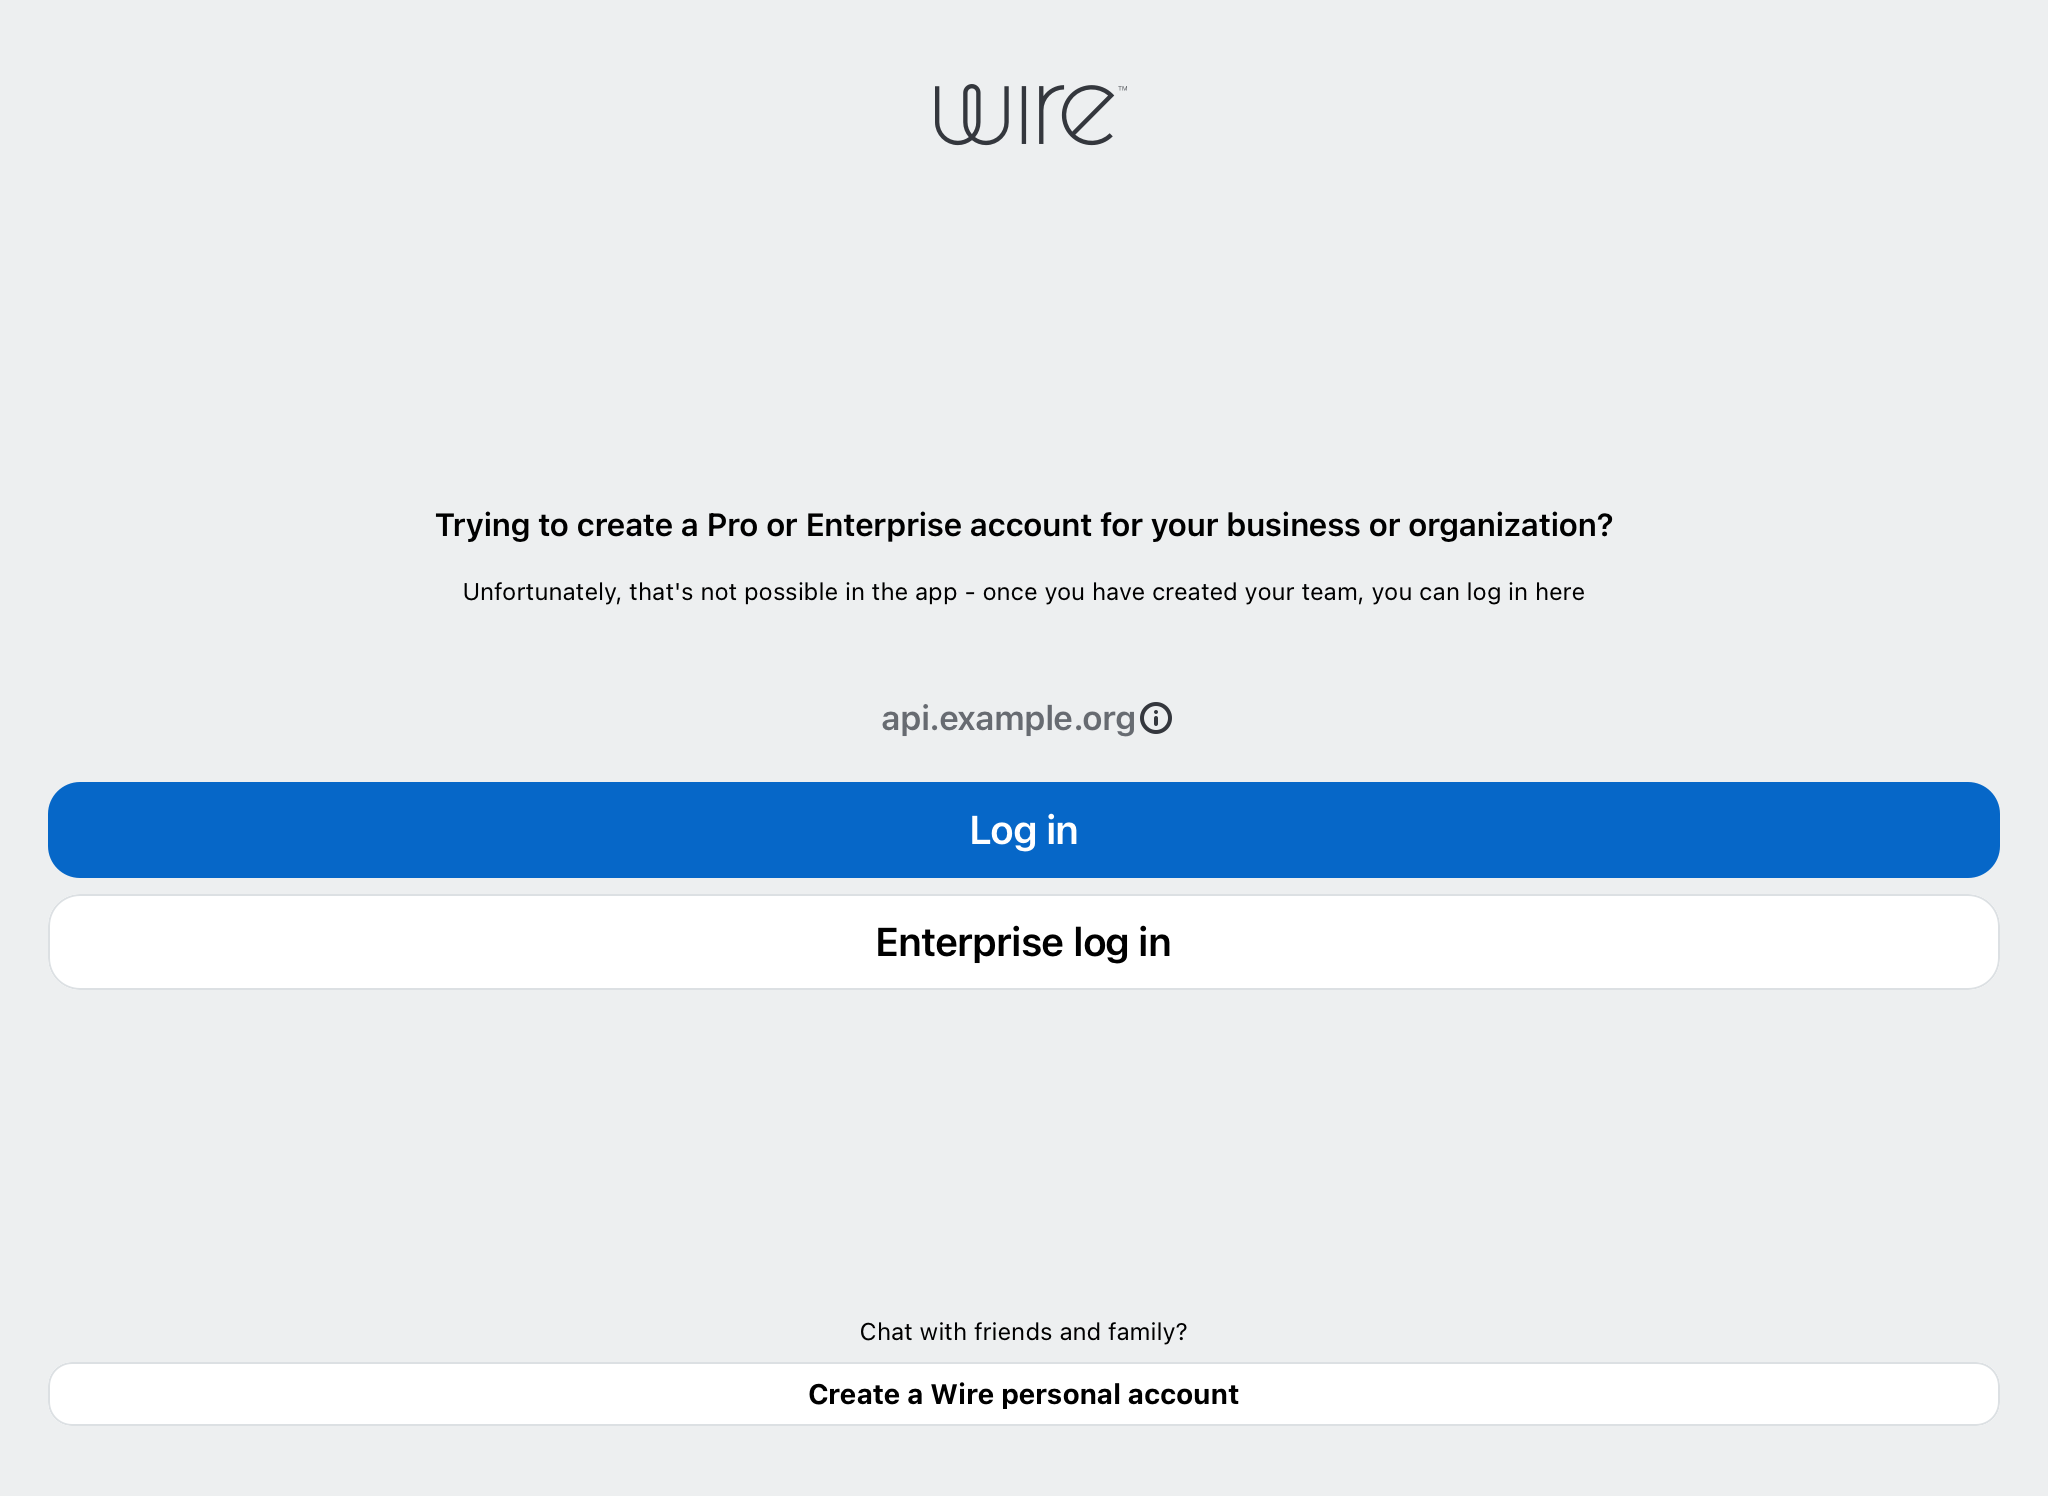 wire™
Trying to create a Pro or Enterprise account for your business or organization?
Unfortunately, that's not possible in the app - once you have created your team, you can log in here
api.example.org
Log in
Enterprise log in
Chat with friends and family?
Create a Wire personal account